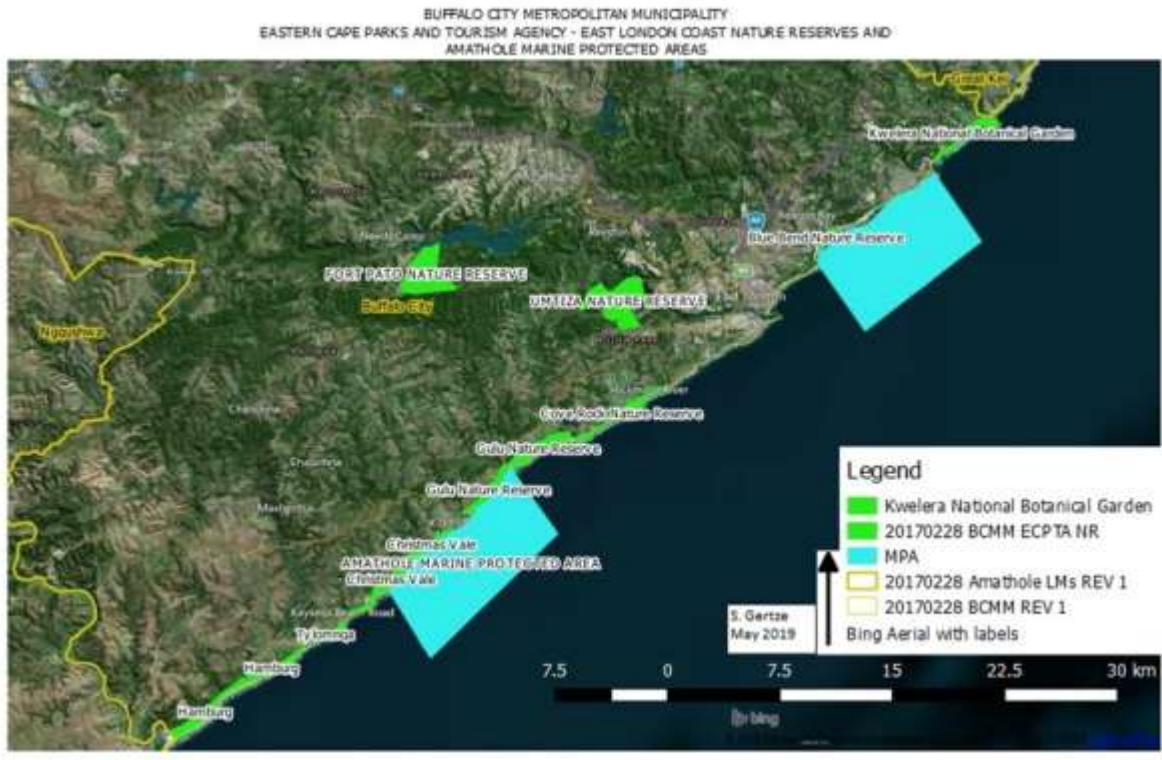 BUFFALO CITY METROPOLITAN MUNICIPALITY
EASTERN CAPE PARKS AND TOURISM AGENCY - EAST LONDON COAST NATURE RESERVES AND
AMATHOLE MARINE PROTECTED AREAS
Great Kei
Kwelera National Botanical Garden
Blue Bend Nature Reserve
FORT PATO NATURE RESERVE
Buffalo City
UMTIZA NATURE RESERVE
Ngqushwa
Cove Rock Nature Reserve
Gulu Nature Reserve
Gulu Nature Reserve
Christmas Vale
AMATHOLE MARINE PROTECTED AREA
Christmas Vale
Road
Hamburg
Hamburg
Legend
Kwelera National Botanical Garden
20170228 BCMM ECPTA NR
MPA
20170228 Amathole LMs REV 1
20170228 BCMM REV 1
Bing Aerial with labels
S. Gertze
May 2019
7.5 0 7.5 15 22.5 30 km
bing